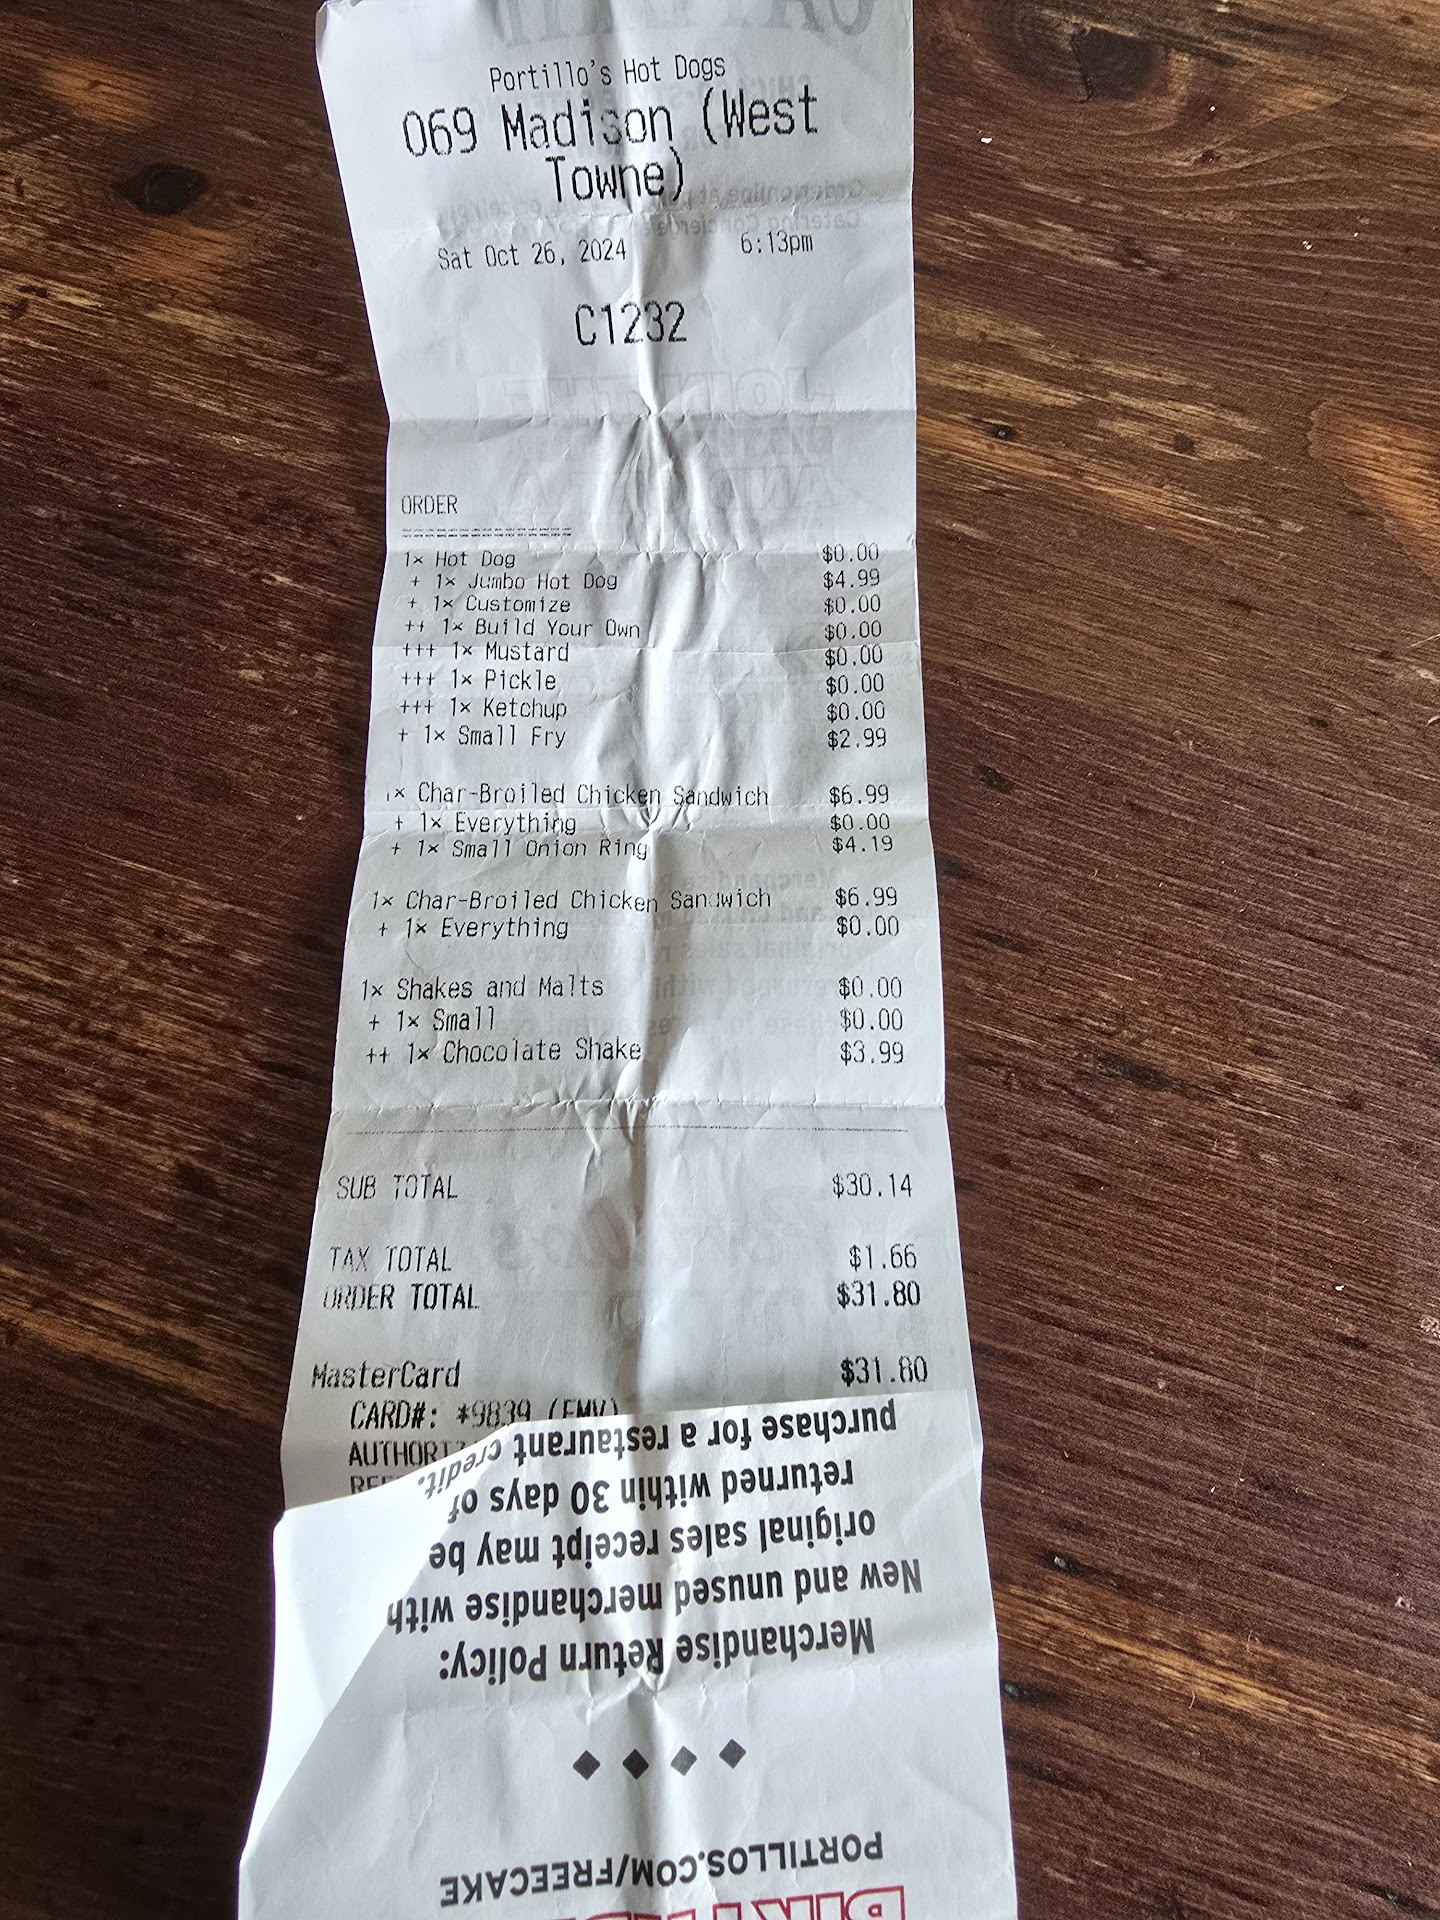 Portillo's Hot Dogs
069 Madison (West
Towne)
Sat Oct 26, 2024 6:13pm
C1232
ORDER
1x Hot Dog $0.00
+ 1x Jumbo Hot Dog $4.99
+ 1x Customize $0.00
++ 1x Build Your Own $0.00
+++ 1x Mustard $0.00
+++ 1x Pickle $0.00
+++ 1x Ketchup $0.00
+ 1x Small Fry $2.99
1x Char-Broiled Chicken Sandwich $6.99
+ 1x Everything $0.00
+ 1x Small Onion Ring $4.19
1x Char-Broiled Chicken Sandwich $6.99
+ 1x Everything $0.00
1x Shakes and Malts $0.00
+ 1x Small $0.00
++ 1x Chocolate Shake $3.99
SUB TOTAL $30.14
TAX TOTAL $1.66
ORDER TOTAL $31.80
MasterCard $31.80
CARD#: *9839 (EMV)
PORTILLOS.COM/FREECAKE
Merchandise Return Policy:
New and unused merchandise with
original sales receipt may be
returned within 30 days of
purchase for a restaurant credit.